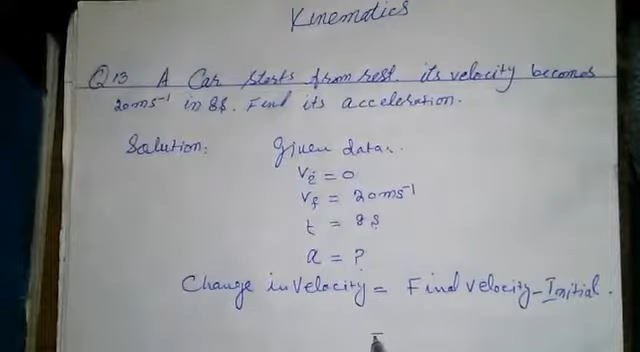 Kinematics
Q13 A Car starts from rest. its velocity becomes
20ms⁻¹ in 8s. Find its acceleration.
Solution: Given data:.
Vi = 0
Vf = 20ms⁻¹
t = 8s
a = ?
Change in Velocity = Final velocity - Initial.
=